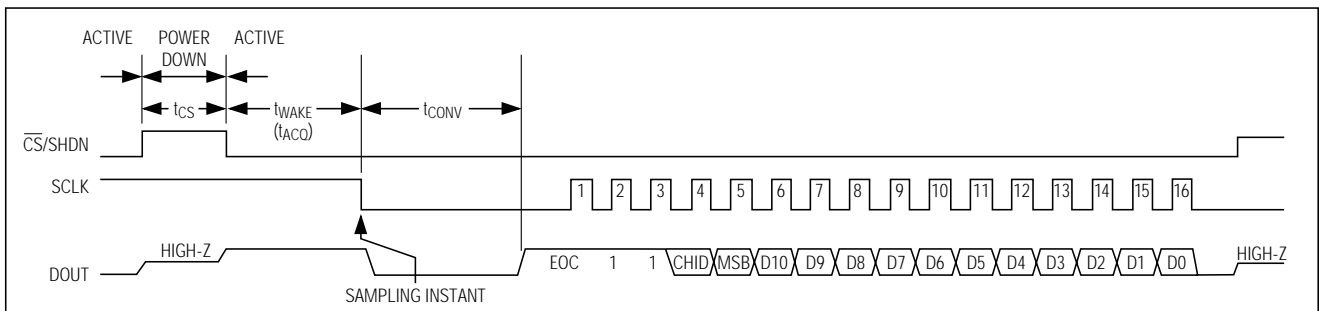 ACTIVE POWER DOWN ACTIVE
tCS tWAKE (tACQ) tCONV
CS/SHDN
SCLK 1 2 3 4 5 6 7 8 9 10 11 12 13 14 15 16
DOUT HIGH-Z EOC 1 1 CHID MSB D10 D9 D8 D7 D6 D5 D4 D3 D2 D1 D0 HIGH-Z
SAMPLING INSTANT